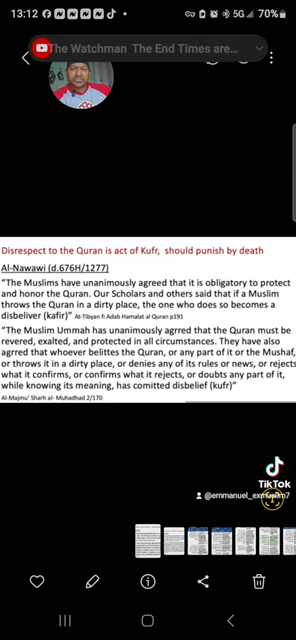 13:12
5G 70%
The Watchman The End Times are...
Disrespect to the Quran is act of Kufr, should punish by death
Al-Nawawi (d.676H/1277)
"The Muslims have unanimously agreed that it is obligatory to protect
and honor the Quran. Our Scholars and others said that if a Muslim
throws the Quran in a dirty place, the one who does so becomes a
disbeliver (kafir)" At-Tibyan fi Adab Hamalat al Quran p191
"The Muslim Ummah has unanimously agreed that the Quran must be
revered, exalted, and protected in all circumstances. They have also
agrred that whoever belittes the Quran, or any part of it or the Mushaf,
or throws it in a dirty place, or denies any of its rules or news, or rejects
what it confirms, or confirms what it rejects, or doubts any part of it,
while knowing its meaning, has comitted disbelief (kufr)"
Al-Majmu' Sharh al- Muhadhad 2/170
TikTok
@emmanuel_exmuslim7